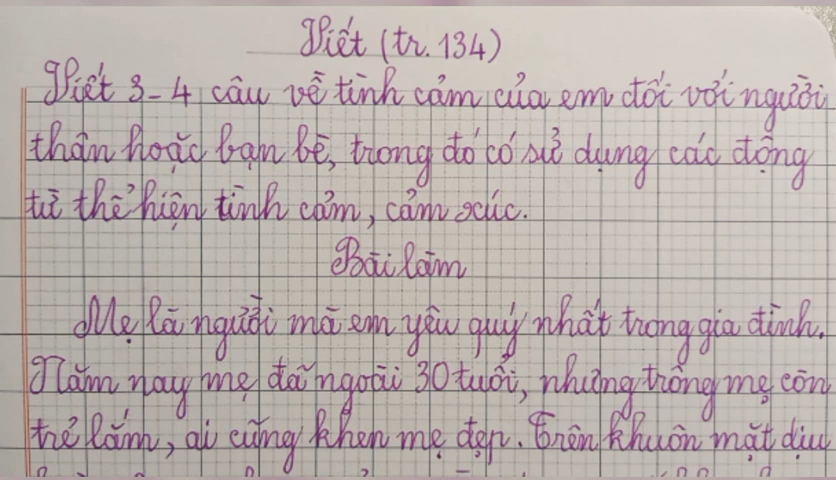 Viết (tr. 134)
Viết 3-4 câu về tình cảm của em đối với người
thân hoặc bạn bè, trong đó có sử dụng các động
từ thể hiện tình cảm, cảm xúc.
Bài làm
Mẹ là người mà em yêu quý nhất trong gia đình.
Năm nay mẹ đã ngoài 30 tuổi, nhưng trông mẹ còn
trẻ lắm, ai cũng khen mẹ đẹp. Trên khuôn mặt dịu